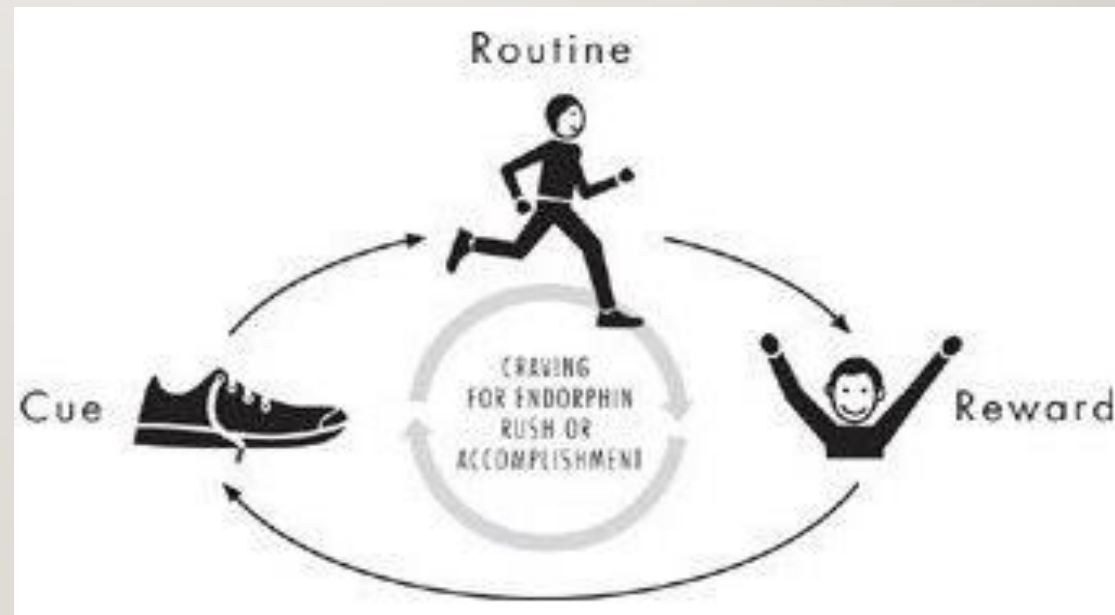 Routine
Cue
CRAVING
FOR ENDORPHIN
RUSH OR
ACCOMPLISHMENT
Reward